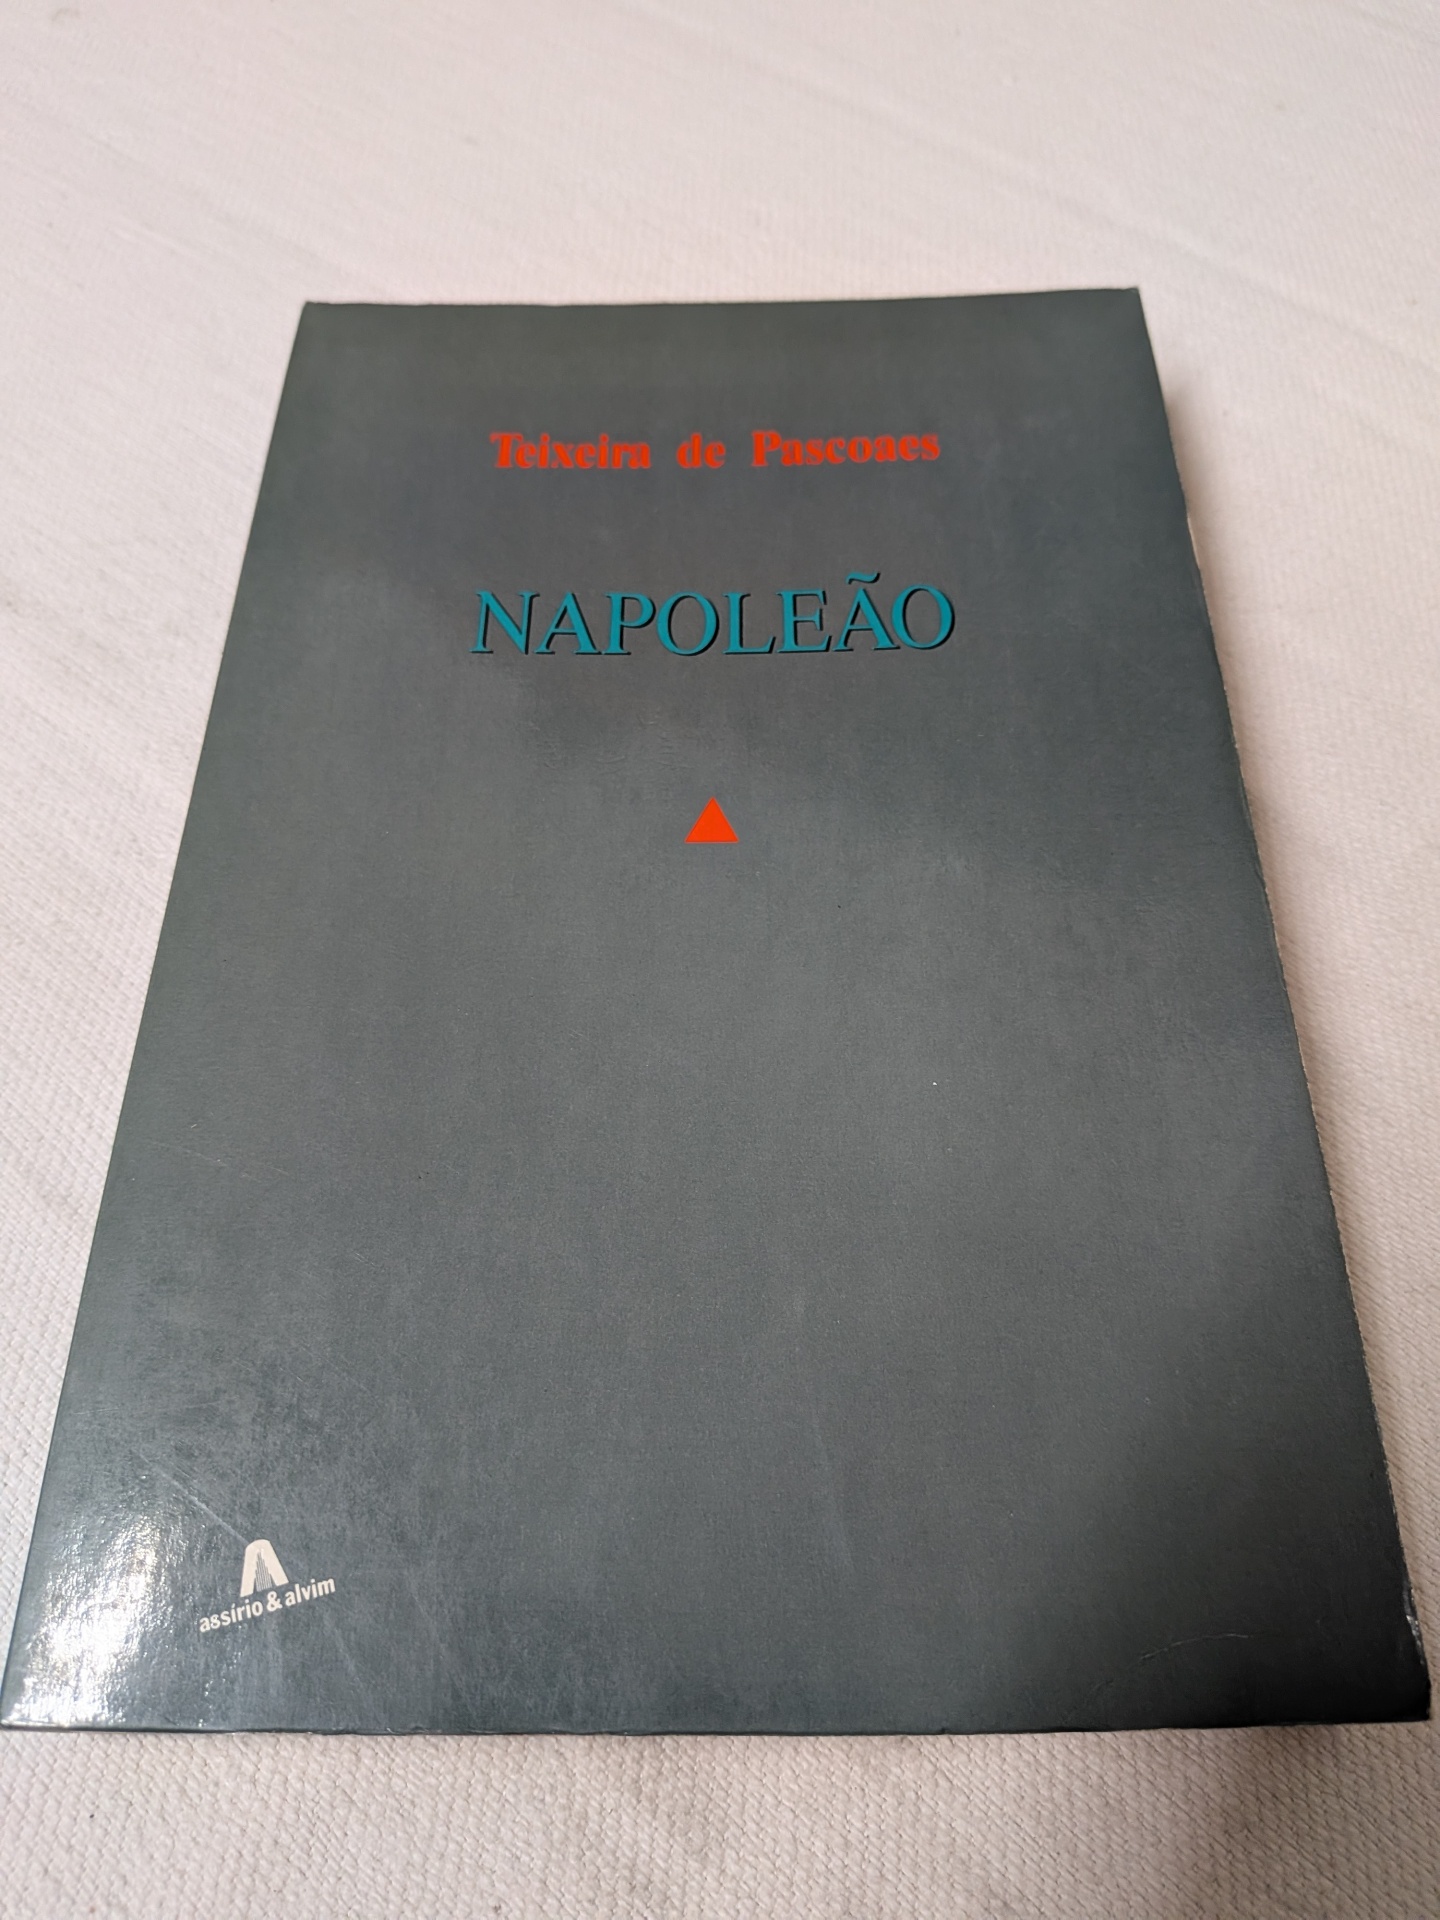 Teixeira de Pascoaes
NAPOLEÃO
assírio & alvim